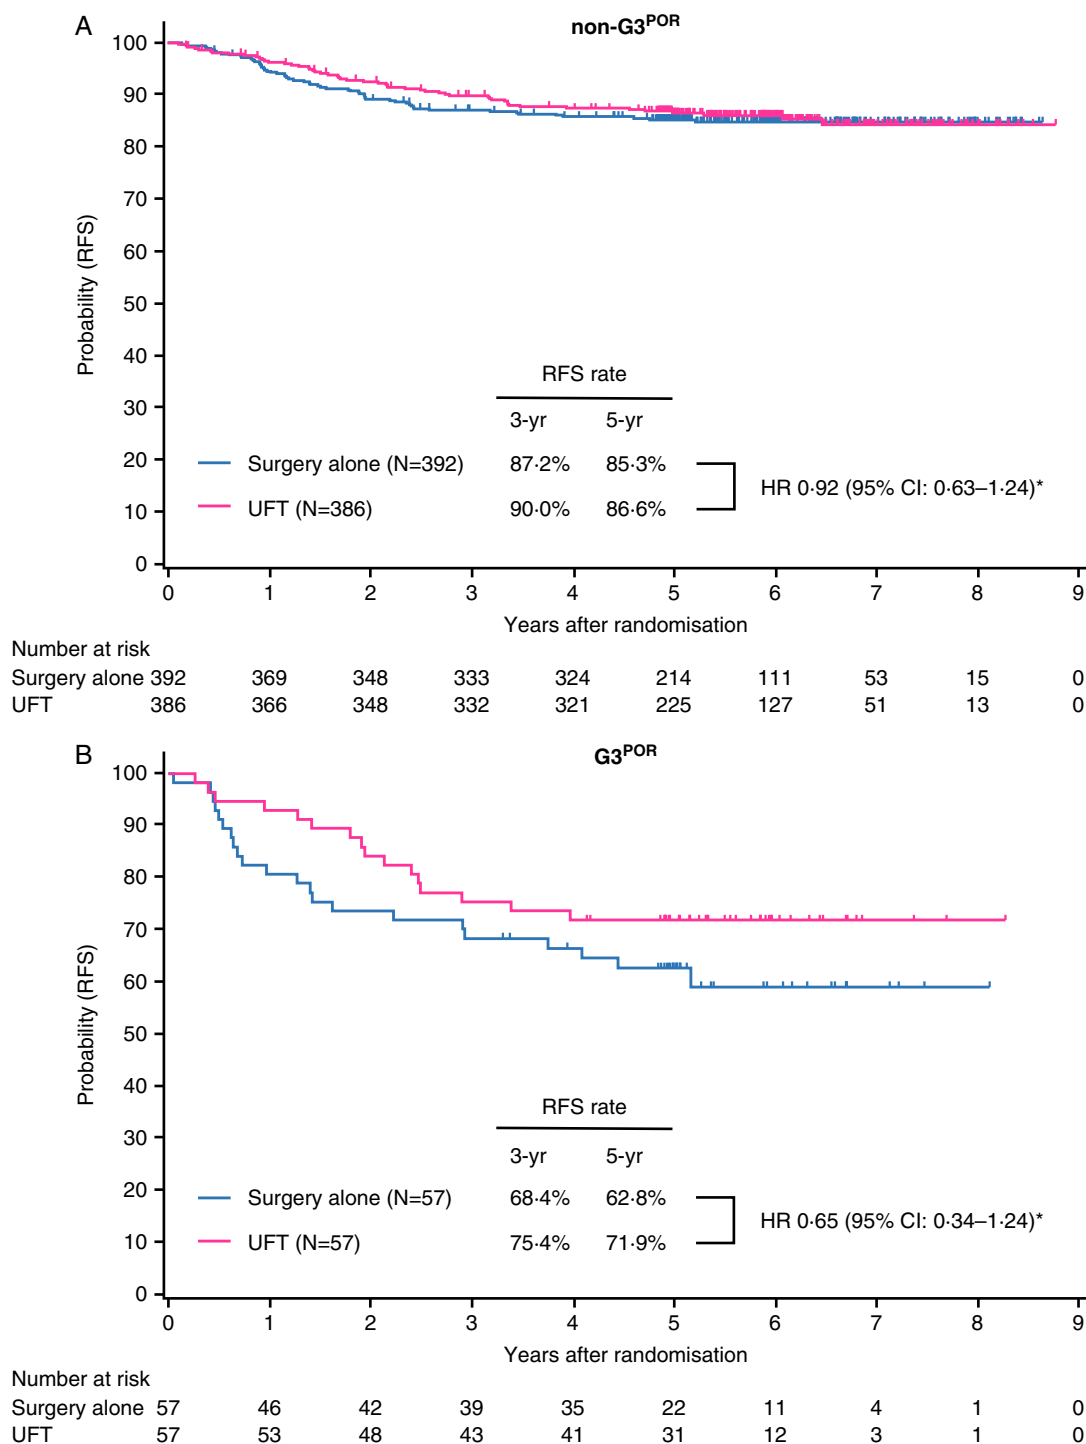 A
non-G3POR
100
90
80
70
60
50
40
30
20
10
0
Probability (RFS)
RFS rate
3-yr 5-yr
Surgery alone (N=392) 87·2% 85·3%
HR 0·92 (95% CI: 0·63–1·24)*
UFT (N=386) 90·0% 86·6%
0 1 2 3 4 5 6 7 8 9
Years after randomisation
Number at risk
Surgery alone 392 369 348 333 324 214 111 53 15 0
UFT 386 366 348 332 321 225 127 51 13 0
B
G3POR
100
90
80
70
60
50
40
30
20
10
0
Probability (RFS)
RFS rate
3-yr 5-yr
Surgery alone (N=57) 68·4% 62·8%
HR 0·65 (95% CI: 0·34–1·24)*
UFT (N=57) 75·4% 71·9%
0 1 2 3 4 5 6 7 8 9
Years after randomisation
Number at risk
Surgery alone 57 46 42 39 35 22 11 4 1 0
UFT 57 53 48 43 41 31 12 3 1 0